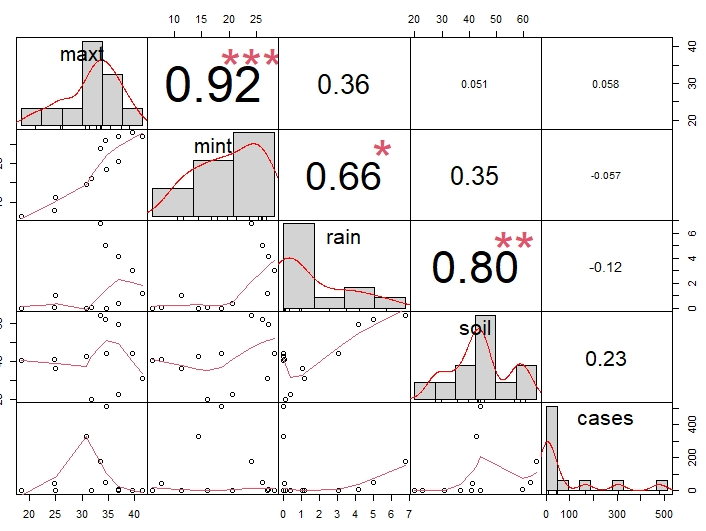 10 15 20 25 20 30 40 50 60
maxt 0.92 *** 0.36 0.051 0.058 20 30 40
mint 0.66 * 0.35 -0.057
rain 0.80 ** -0.12 0 2 4 6
soil 0.23
cases 0 200 400
20 25 30 35 40 0 1 2 3 4 5 6 7 0 100 300 500